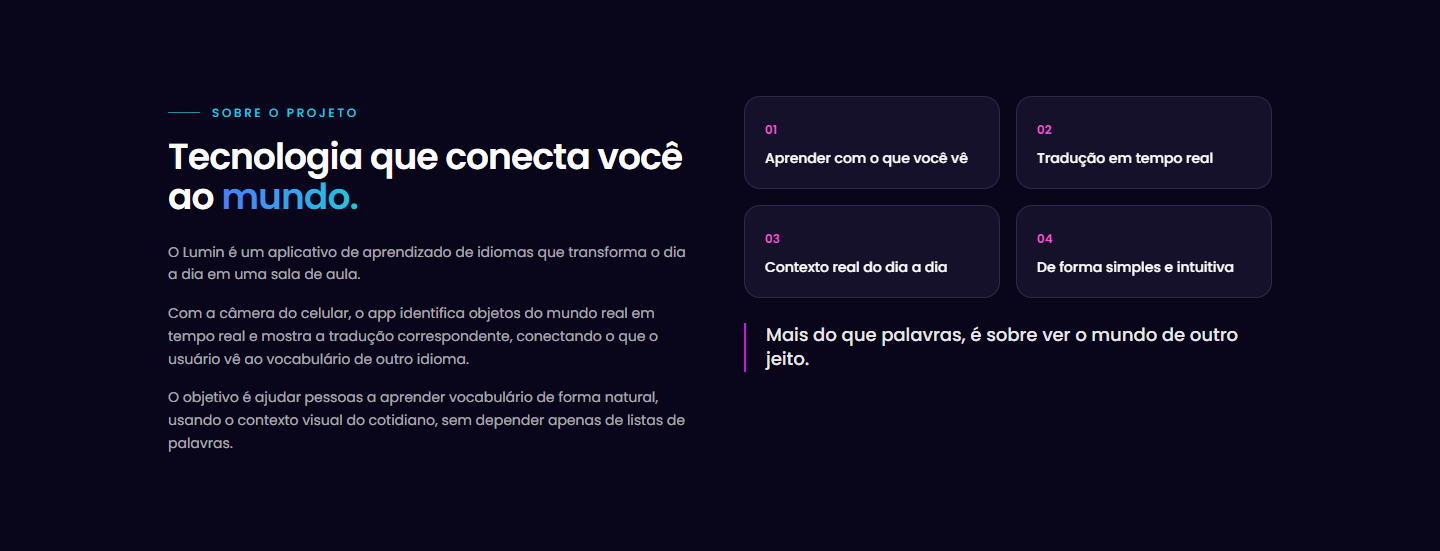 SOBRE O PROJETO
Tecnologia que conecta você
ao mundo.
O Lumin é um aplicativo de aprendizado de idiomas que transforma o dia
a dia em uma sala de aula.
Com a câmera do celular, o app identifica objetos do mundo real em
tempo real e mostra a tradução correspondente, conectando o que o
usuário vê ao vocabulário de outro idioma.
O objetivo é ajudar pessoas a aprender vocabulário de forma natural,
usando o contexto visual do cotidiano, sem depender apenas de listas de
palavras.
01
Aprender com o que você vê
02
Tradução em tempo real
03
Contexto real do dia a dia
04
De forma simples e intuitiva
Mais do que palavras, é sobre ver o mundo de outro
jeito.